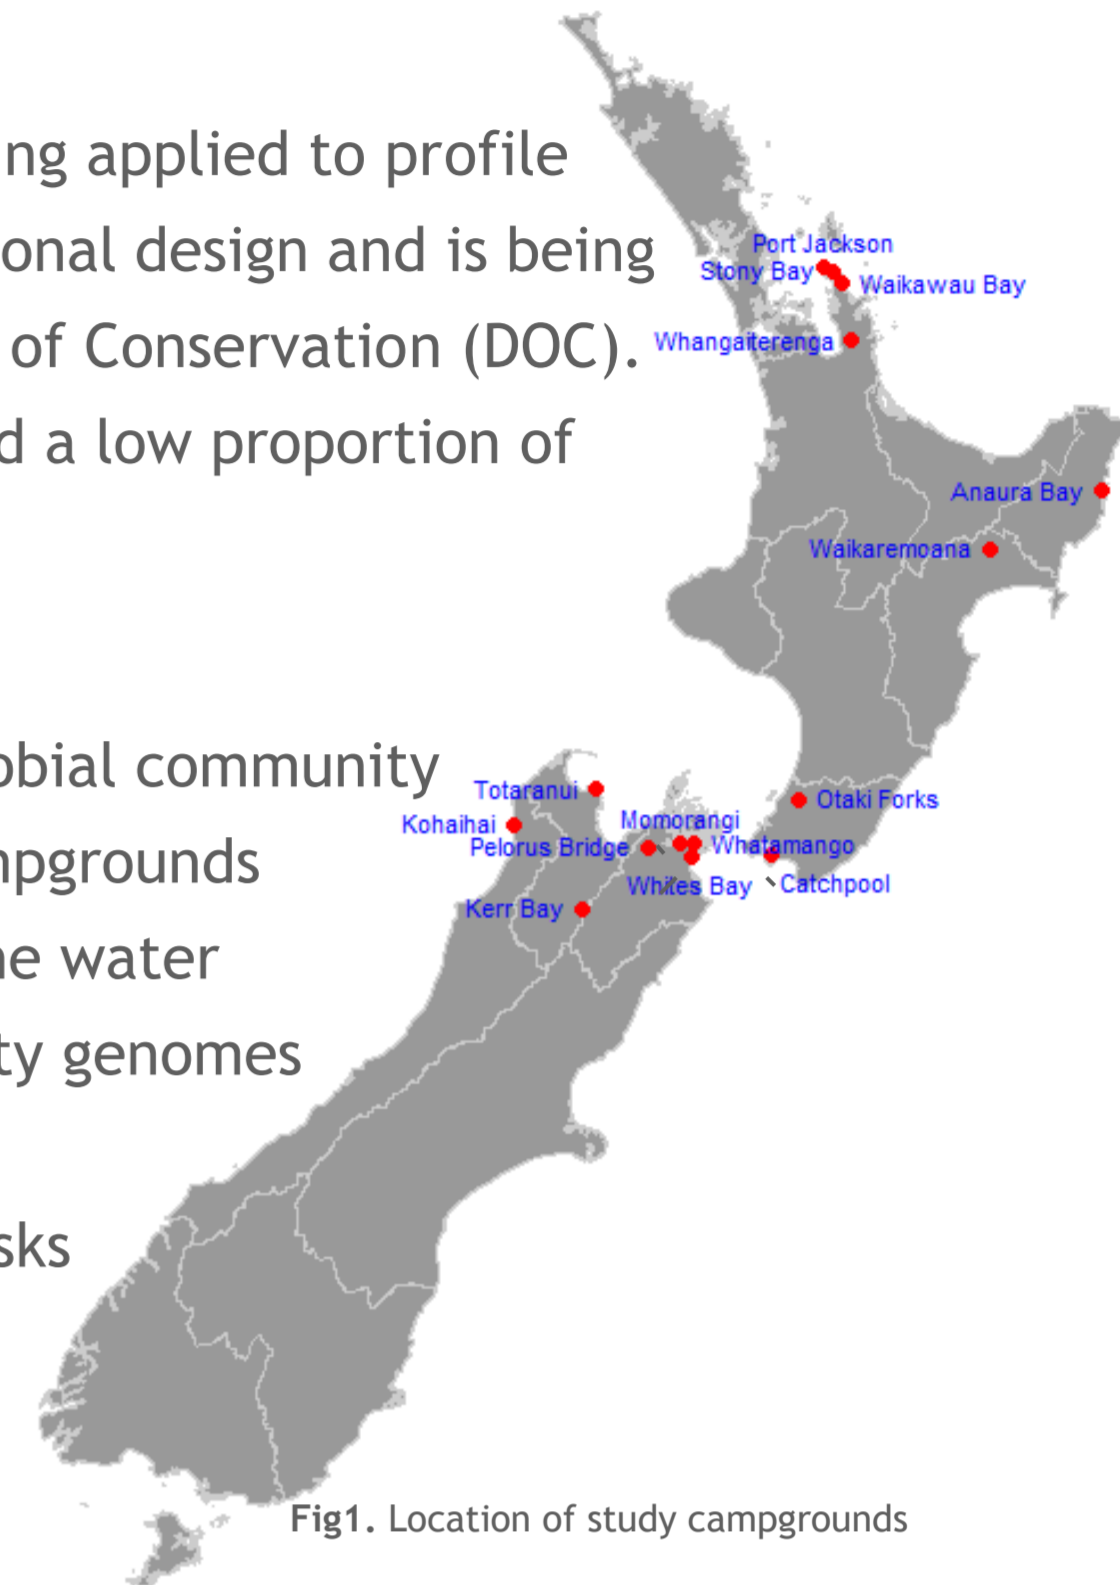 ng applied to profile
onal design and is being
of Conservation (DOC).
d a low proportion of
obial community
mpgrounds
ne water
ty genomes
sks
Port Jackson
Stony Bay
Waikawau Bay
Whangaiterenga
Anaura Bay
Waikaremoana
Totaranui
Otaki Forks
Kohaihai
Momorangi
Pelorus Bridge
Whatamango
Whites Bay
Catchpool
Kerr Bay
Fig1. Location of study campgrounds